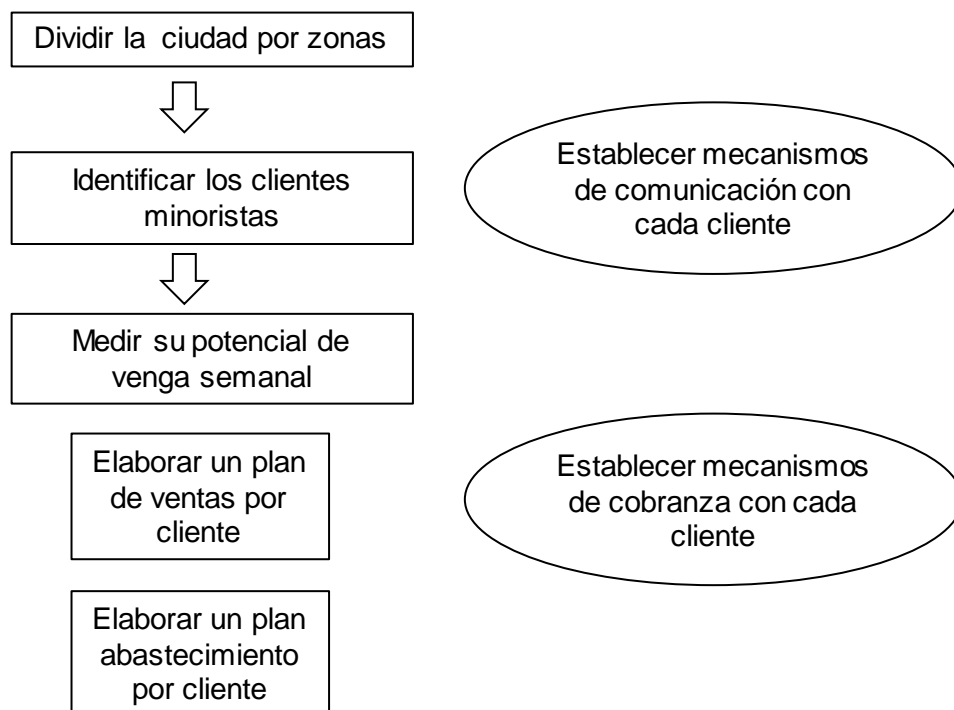 Dividir la ciudad por zonas
Identificar los clientes
minoristas
Establecer mecanismos
de comunicación con
cada cliente
Medir su potencial de
venga semanal
Elaborar un plan
de ventas por
cliente
Establecer mecanismos
de cobranza con cada
cliente
Elaborar un plan
abastecimiento
por cliente